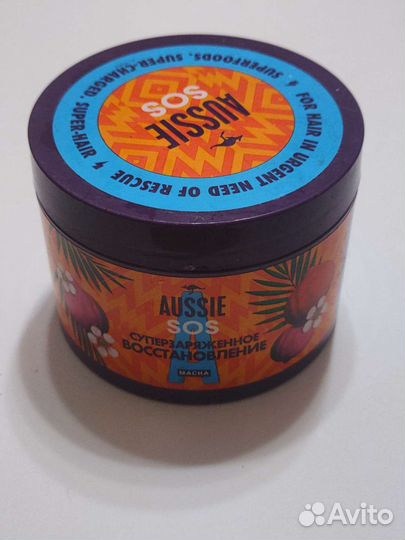 AUSSIE
SOS
FOR HAIR IN URGENT NEED OF RESCUE
SUPERFOODS. SUPER-CHARGED. SUPER-HAIR
AUSSIE
SOS
СУПЕРЗАРЯЖЕННОЕ
ВОССТАНОВЛЕНИЕ
МАСКА
Avito